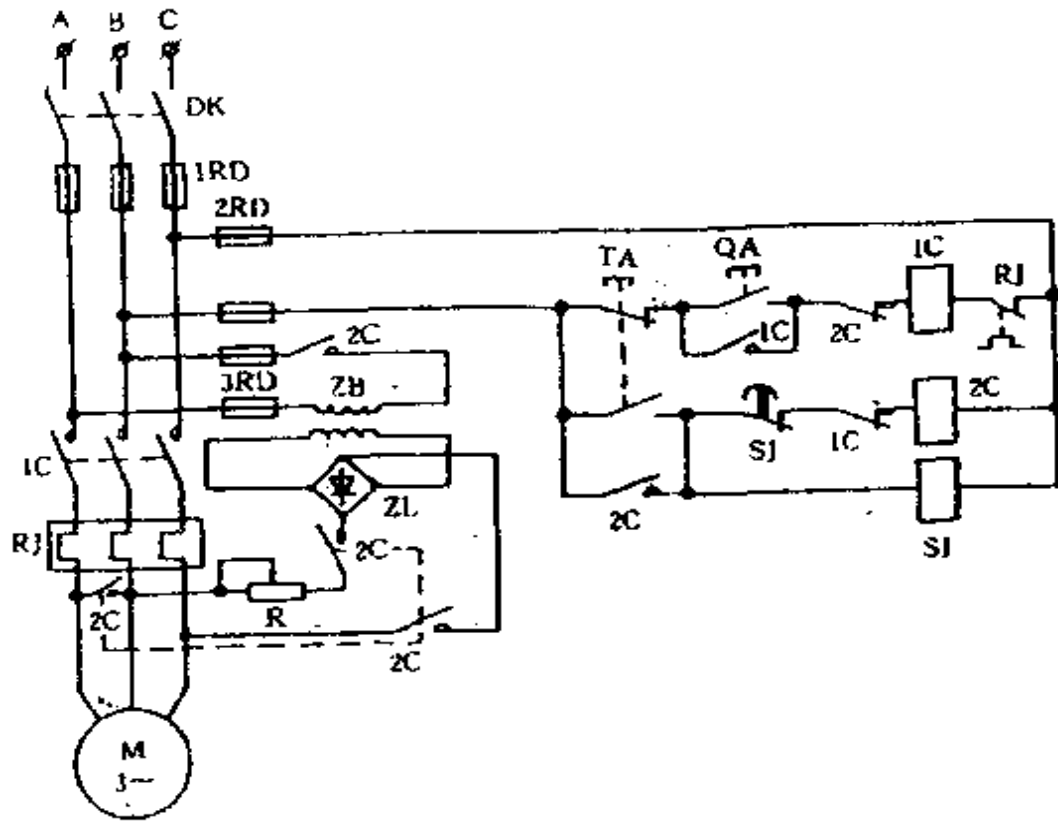 A B C
DK
1RD
2RD
TA QA 1C RJ
2C 1C 2C
3RD ZB
SJ 1C 2C
1C
ZL
2C SJ
RJ 2C
2C R
2C
M
3~